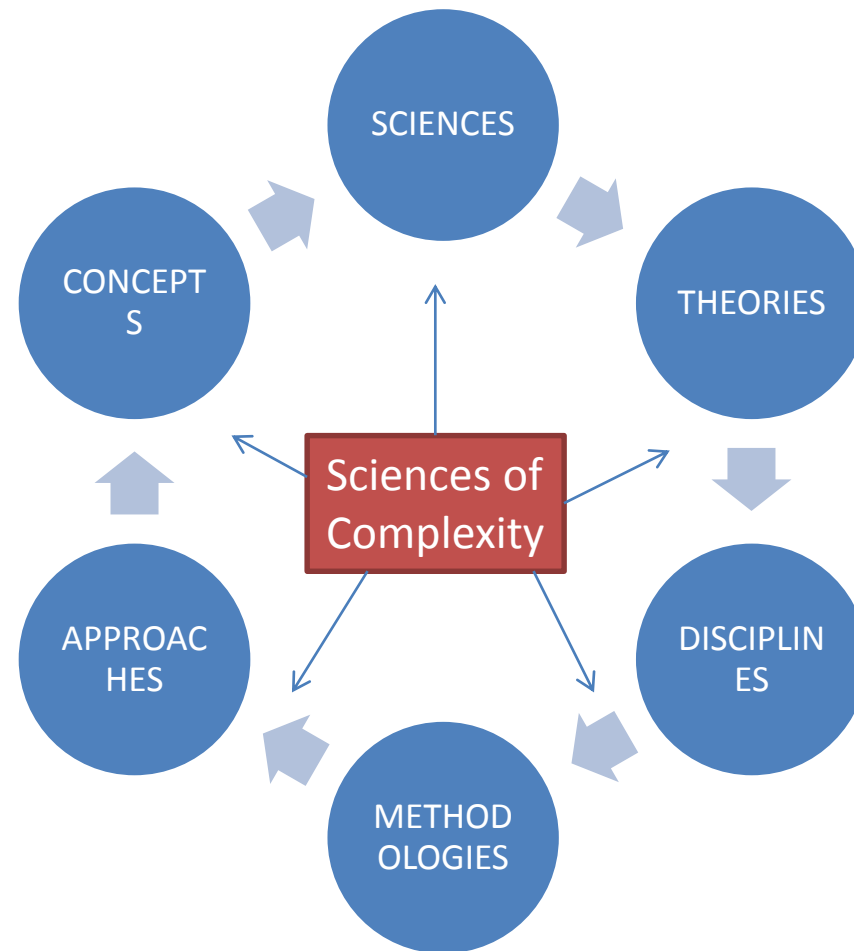 SCIENCES
CONCEPT
S
THEORIES
Sciences of
Complexity
APPROAC
HES
DISCIPLIN
ES
METHOD
OLOGIES